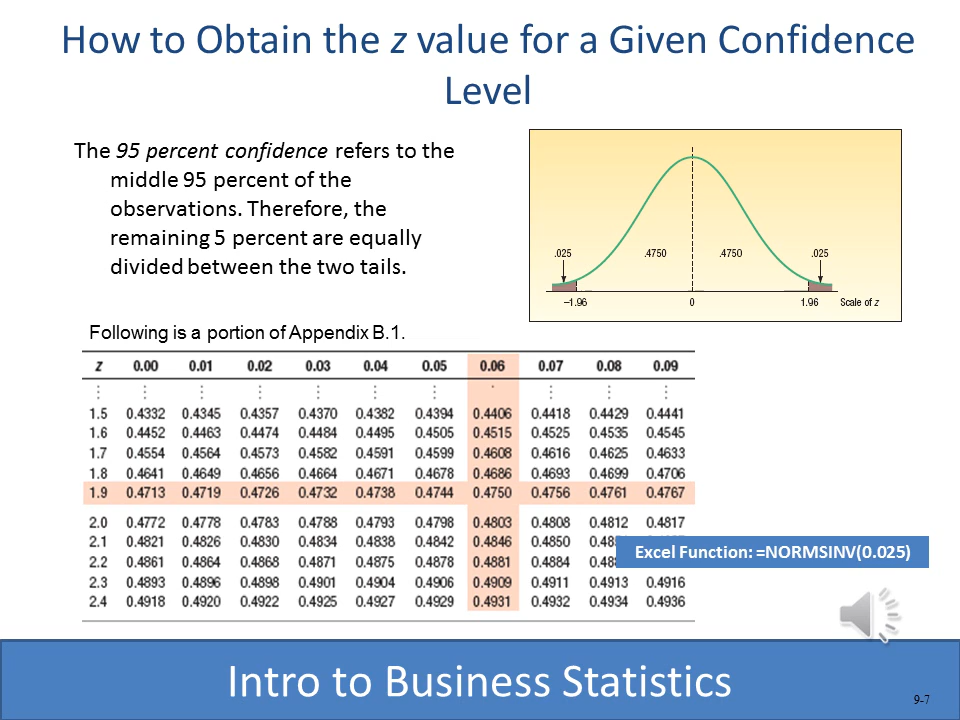 How to Obtain the z value for a Given Confidence
Level
The 95 percent confidence refers to the
middle 95 percent of the
observations. Therefore, the
remaining 5 percent are equally
divided between the two tails.
.025 .4750 .4750 .025
–1.96 0 1.96 Scale of z
Following is a portion of Appendix B.1.
z 0.00 0.01 0.02 0.03 0.04 0.05 0.06 0.07 0.08 0.09
1.5 0.4332 0.4345 0.4357 0.4370 0.4382 0.4394 0.4406 0.4418 0.4429 0.4441
1.6 0.4452 0.4463 0.4474 0.4484 0.4495 0.4505 0.4515 0.4525 0.4535 0.4545
1.7 0.4554 0.4564 0.4573 0.4582 0.4591 0.4599 0.4608 0.4616 0.4625 0.4633
1.8 0.4641 0.4649 0.4656 0.4664 0.4671 0.4678 0.4686 0.4693 0.4699 0.4706
1.9 0.4713 0.4719 0.4726 0.4732 0.4738 0.4744 0.4750 0.4756 0.4761 0.4767
2.0 0.4772 0.4778 0.4783 0.4788 0.4793 0.4798 0.4803 0.4808 0.4812 0.4817
2.1 0.4821 0.4826 0.4830 0.4834 0.4838 0.4842 0.4846 0.4850
2.2 0.4861 0.4864 0.4868 0.4871 0.4875 0.4878 0.4881 0.4884
Excel Function: =NORMSINV(0.025)
2.3 0.4893 0.4896 0.4898 0.4901 0.4904 0.4906 0.4909 0.4911 0.4913 0.4916
2.4 0.4918 0.4920 0.4922 0.4925 0.4927 0.4929 0.4931 0.4932 0.4934 0.4936
Intro to Business Statistics
9-7